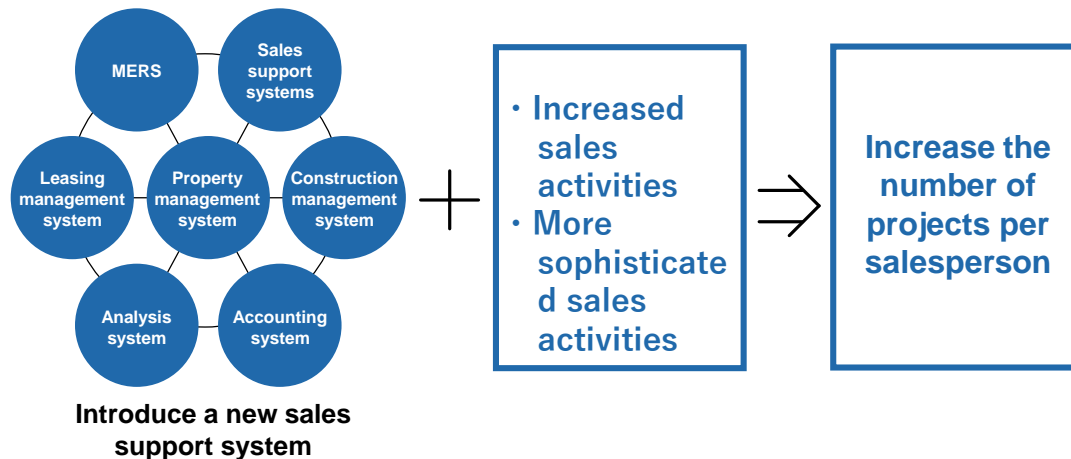 MERS
Sales
support
systems
Leasing
management
system
Property
management
system
Construction
management
system
Analysis
system
Accounting
system
Introduce a new sales
support system
・Increased
sales
activities
・More
sophisticate
d sales
activities
Increase the
number of
projects per
salesperson